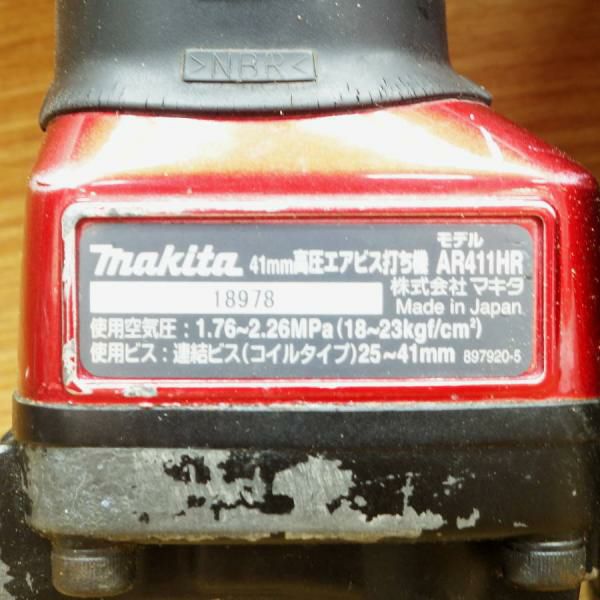 >NBR<
makita 41mm高圧エアビス打ち機 モデル AR411HR
18978
株式会社 マキタ
Made in Japan
使用空気圧：1.76~2.26MPa(18~23kgf/cm²)
使用ビス：連結ビス(コイルタイプ)25~41mm 897920-5